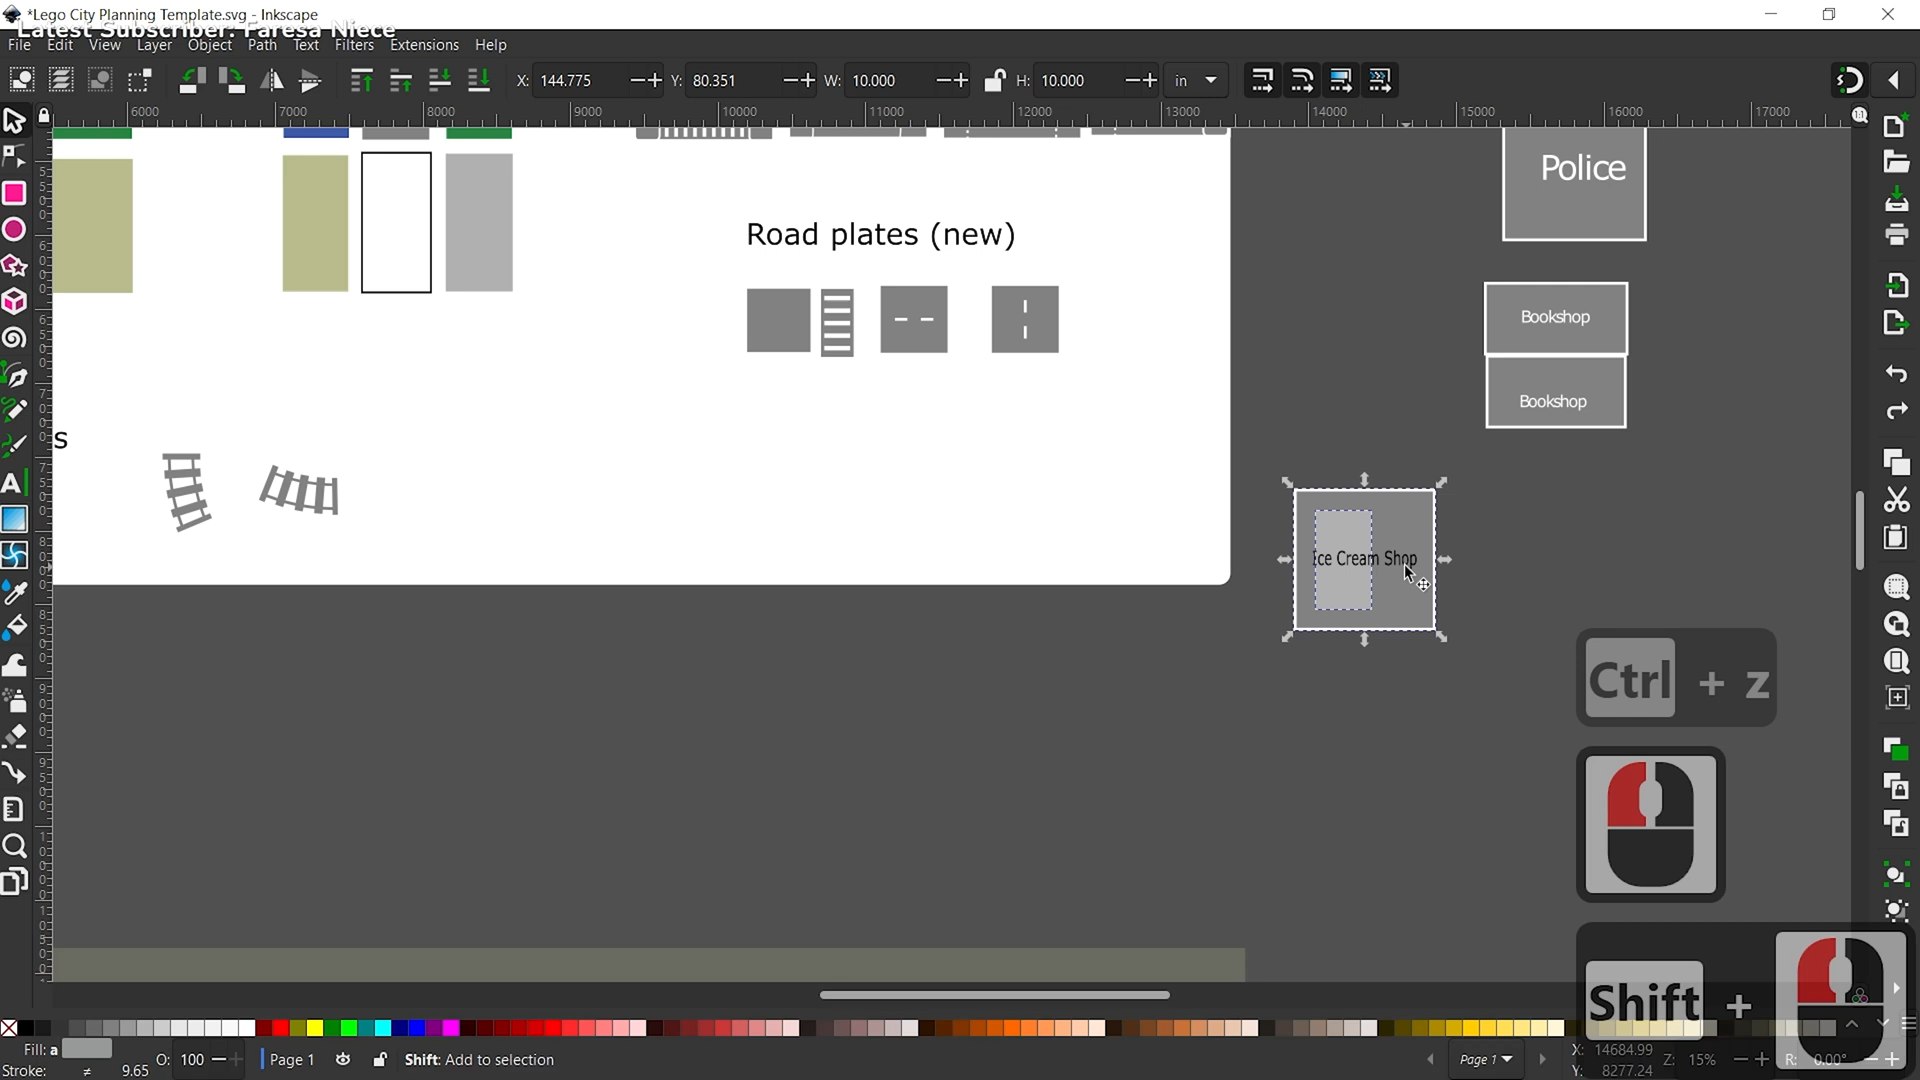 *Lego City Planning Template.svg - Inkscape
Latest Subscriber: Faresa Niece
File Edit View Layer Object Path Text Filters Extensions Help
X: 144.775 Y: 80.351 W: 10.000 H: 10.000 in
6000 7000 8000 9000 10000 11000 12000 13000 14000 15000 16000 17000
Police
Road plates (new)
Bookshop
Bookshop
s
Ice Cream Shop
Ctrl + z
Shift +
Fill: a O: 100 Page 1 Shift: Add to selection Page 1 X: 14684.99 Z: 15% R: 0.00°
Stroke: ≠ 9.65 Y: 8277.24